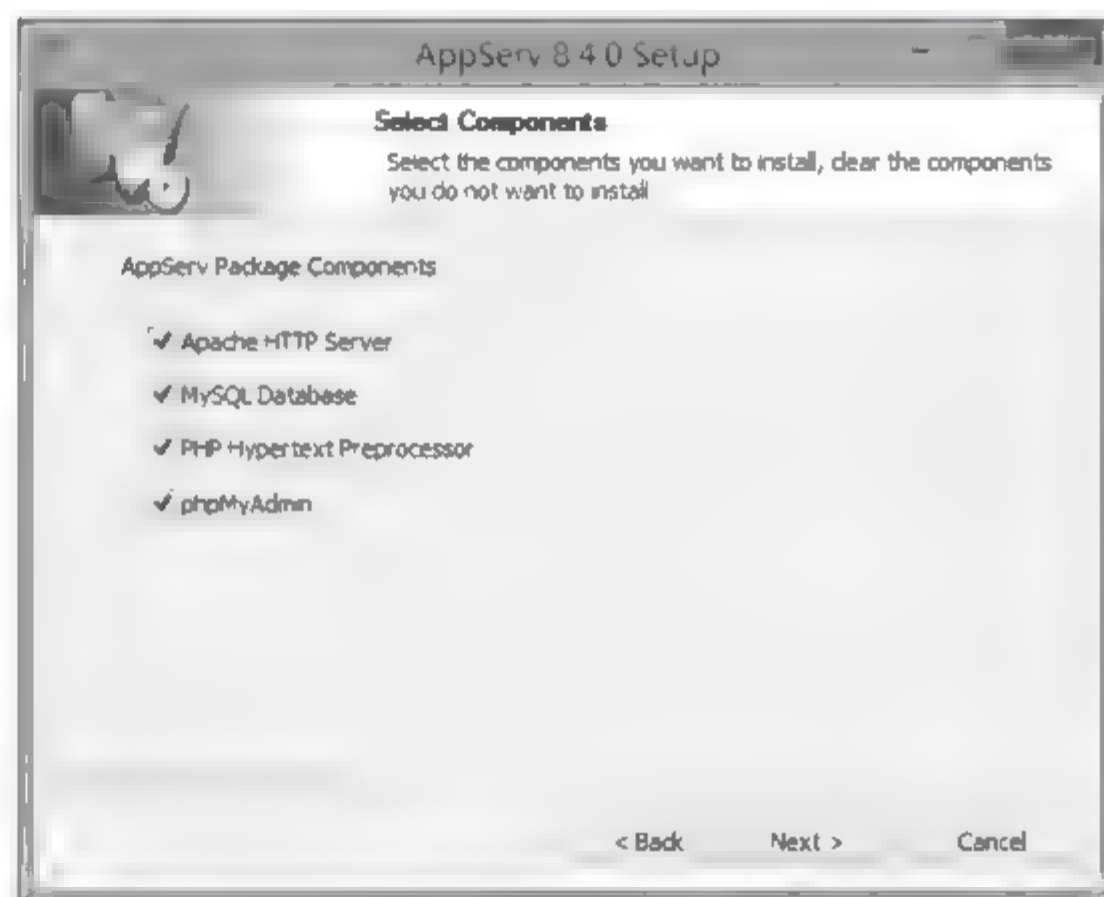 AppServ 8 4 0 Setup
Select Components
Select the components you want to install, clear the components
you do not want to install
AppServ Package Components
Apache HTTP Server
MySQL Database
PHP Hypertext Preprocessor
phpMyAdmin
< Back Next > Cancel